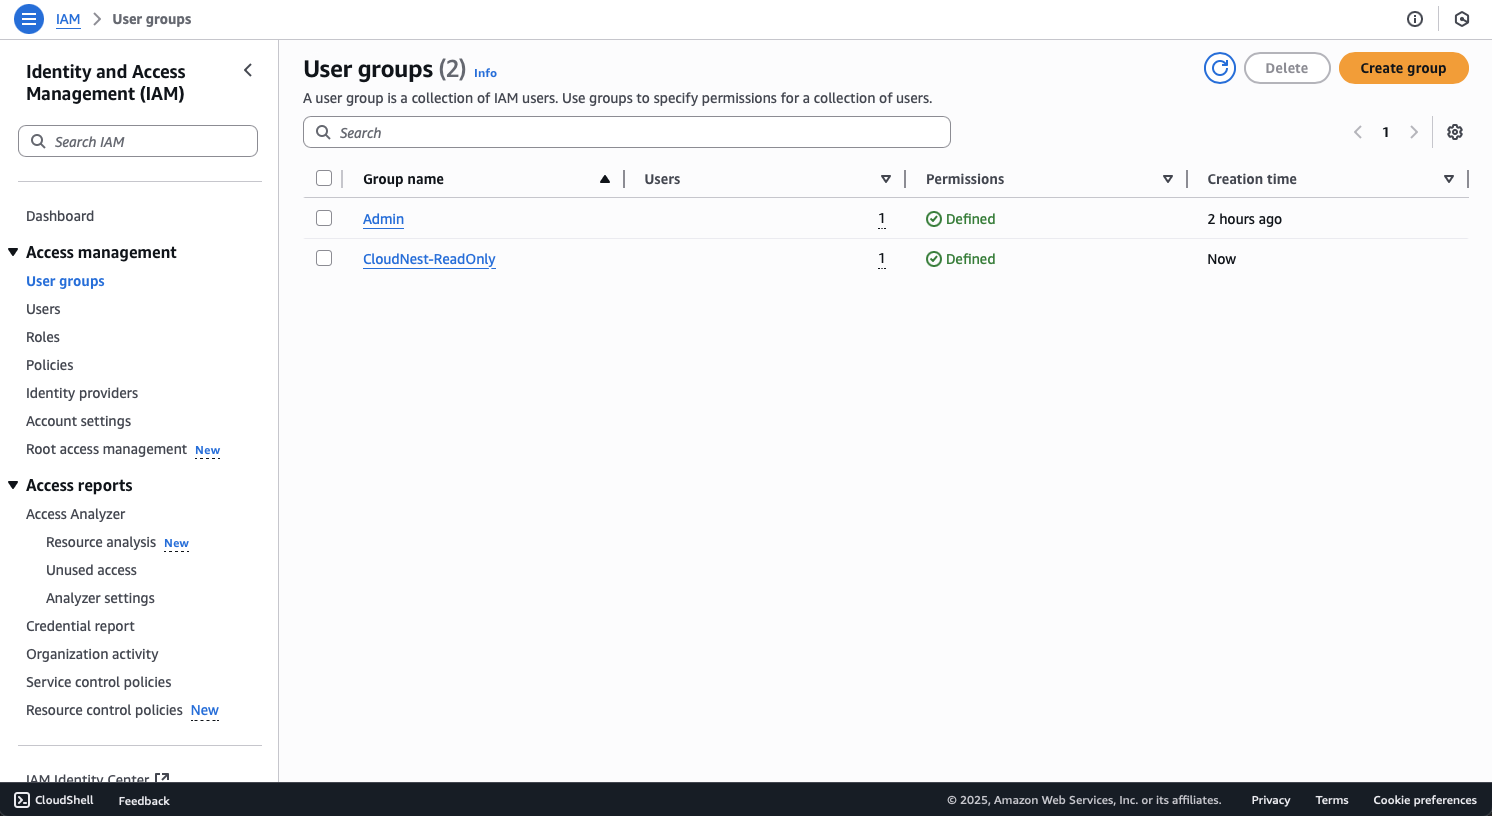 IAM > User groups
Identity and Access
Management (IAM)
Search IAM
Dashboard
Access management
User groups
Users
Roles
Policies
Identity providers
Account settings
Root access management New
Access reports
Access Analyzer
Resource analysis New
Unused access
Analyzer settings
Credential report
Organization activity
Service control policies
Resource control policies New
IAM Identity Center
User groups (2) Info
Delete
Create group
A user group is a collection of IAM users. Use groups to specify permissions for a collection of users.
Search
1
Group name Users Permissions Creation time
Admin 1 Defined 2 hours ago
CloudNest-ReadOnly 1 Defined Now
CloudShell Feedback © 2025, Amazon Web Services, Inc. or its affiliates. Privacy Terms Cookie preferences